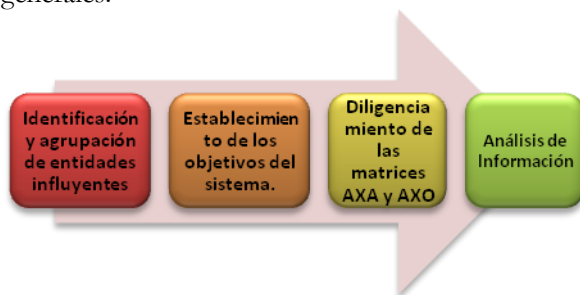 generales.
Identificación
y agrupación
de entidades
influyentes
Establecimien
to de los
objetivos del
sistema.
Diligencia
miento de
las
matrices
AXA y AXO
Análisis de
Información